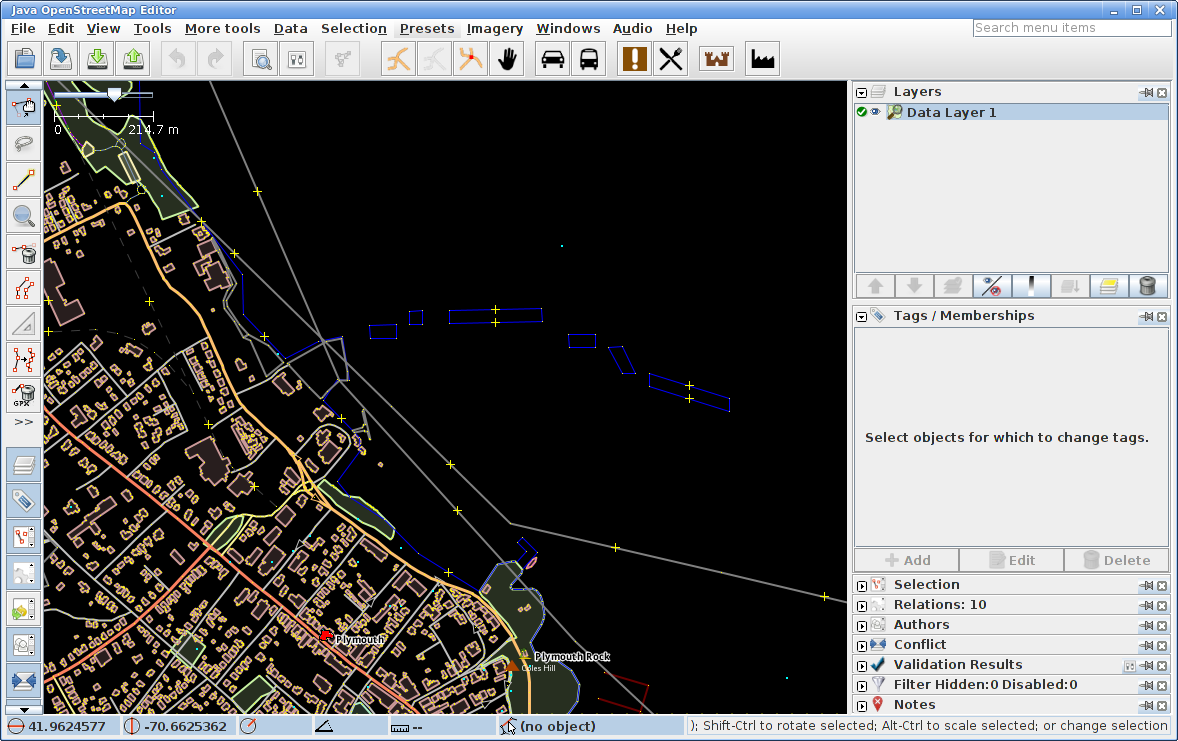 Java OpenStreetMap Editor
File Edit View Tools More tools Data Selection Presets Imagery Windows Audio Help
Search menu items
0 214.7 m
GPX
>>
Plymouth
Plymouth Rock
Coles Hill
Layers
Data Layer 1
Tags / Memberships
Select objects for which to change tags.
Add Edit Delete
Selection
Relations: 10
Authors
Conflict
Validation Results
Filter Hidden:0 Disabled:0
Notes
41.9624577 -70.6625362 -- (no object) ); Shift-Ctrl to rotate selected; Alt-Ctrl to scale selected; or change selection